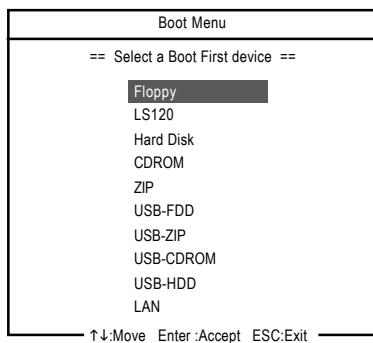 Boot Menu
== Select a Boot First device ==
Floppy
LS120
Hard Disk
CDROM
ZIP
USB-FDD
USB-ZIP
USB-CDROM
USB-HDD
LAN
↑↓:Move Enter :Accept ESC:Exit